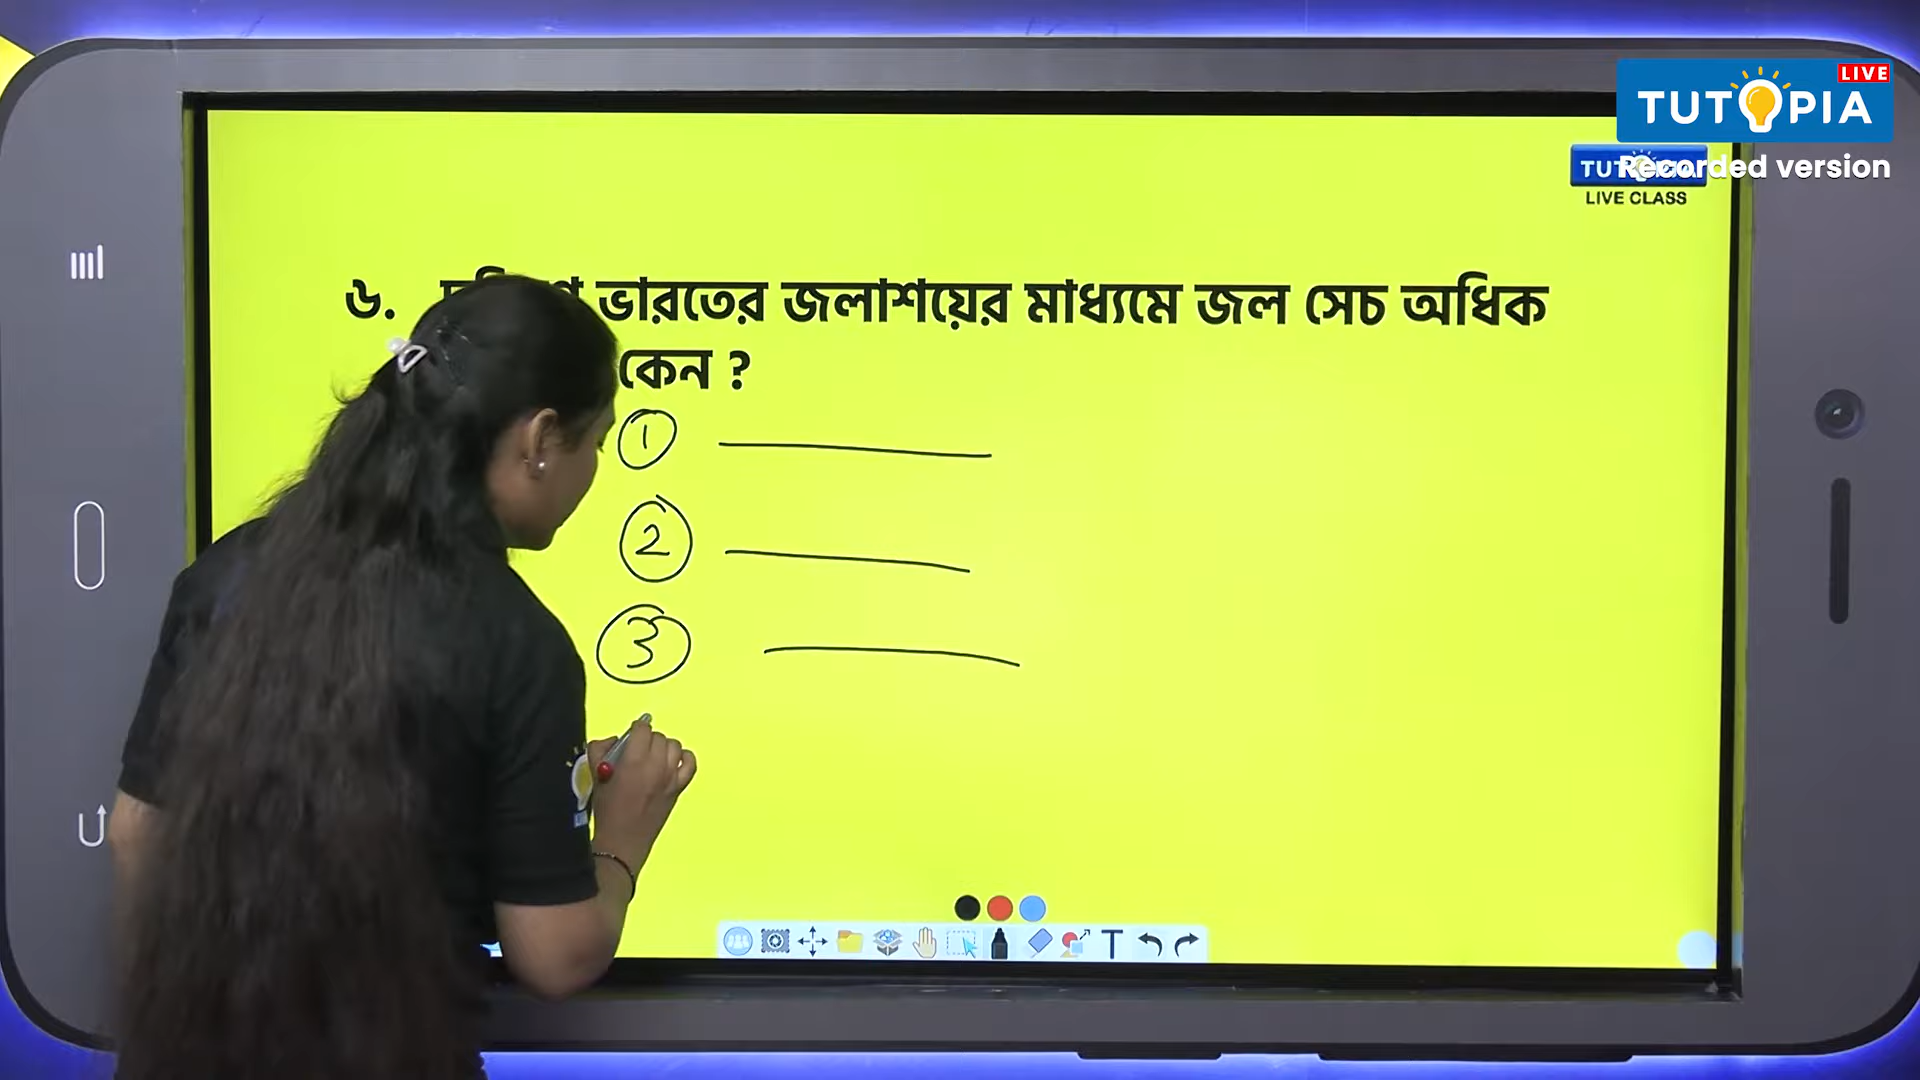 LIVE
TUTOPIA
Recorded version
LIVE CLASS
৬. ভারতের জলাশয়ের মাধ্যমে জল সেচ অধিক
কেন ?
1
2
3
T